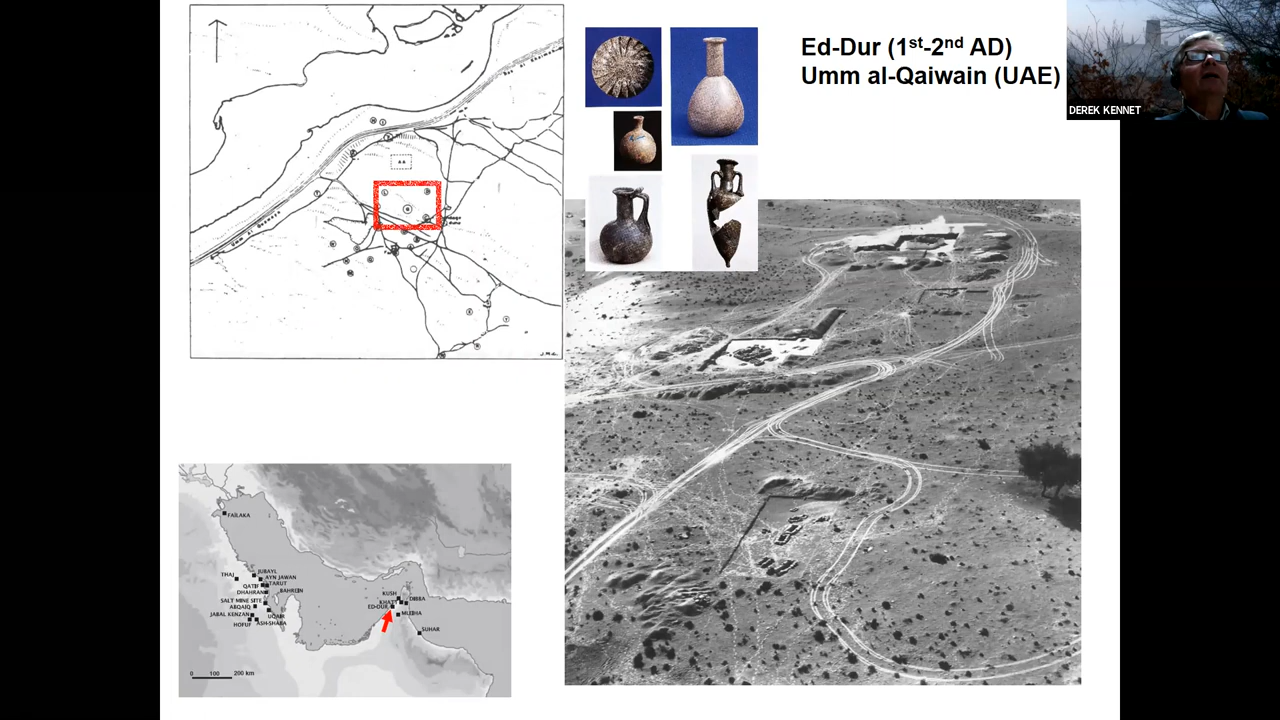 Ed-Dur (1st-2nd AD)
Umm al-Qaiwain (UAE)
DEREK KENNET
J.M.C.
FAILAKA
THAJ
JUBAYL
AYN JAWAN
QATIF
TARUT
DHAHRAN
BAHREIN
SALT MINE SITE
ABQAIQ
JABAL KENZAN
UQAIR
HOFUF
ASH-SHABA
KUSH
KHATT
DIBBA
ED-DUR
MLEIHA
SUHAR
0 100 200 km